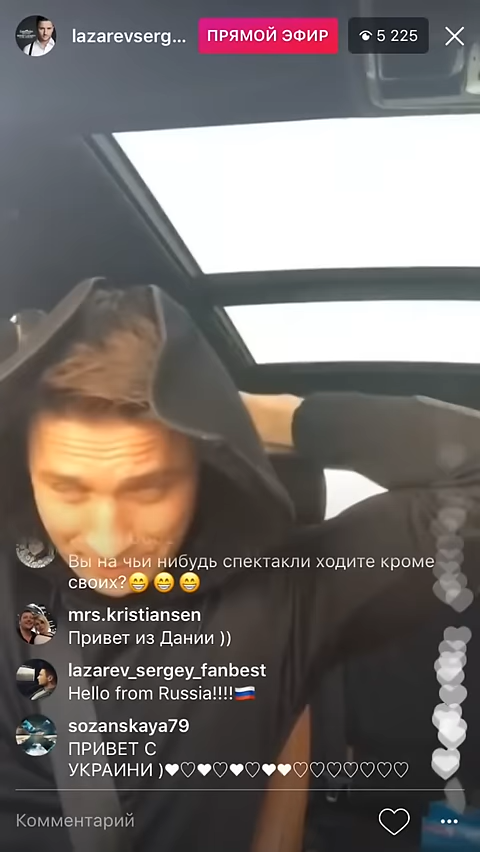 lazarevserg... ПРЯМОЙ ЭФИР 5 225
Вы на чьи нибудь спектакли ходите кроме
своих?😁😁😁
mrs.kristiansen
Привет из Дании ))
lazarev_sergey_fanbest
Hello from Russia!!!!🇷🇺
sozanskaya79
ПРИВЕТ С
УКРАИНИ )♥♡♥♡♥♡♥♥♡♡♡♡♡♡♡
Комментарий